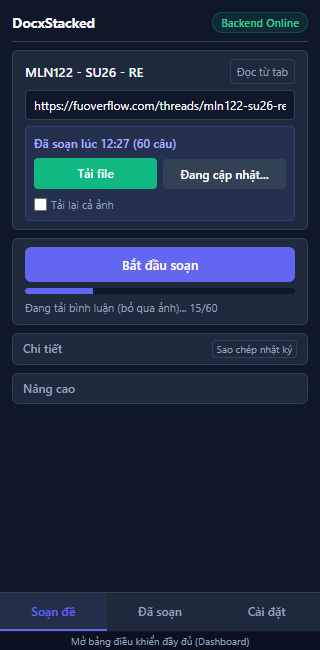 DocxStacked
Backend Online
MLN122 - SU26 - RE
Đọc từ tab
https://fuoverflow.com/threads/mln122-su26-re
Đã soạn lúc 12:27 (60 câu)
Tải file
Đang cập nhật...
Tải lại cả ảnh
Bắt đầu soạn
Đang tải bình luận (bỏ qua ảnh)... 15/60
Chi tiết
Sao chép nhật ký
Nâng cao
Soạn đề
Đã soạn
Cài đặt
Mở bảng điều khiển đầy đủ (Dashboard)